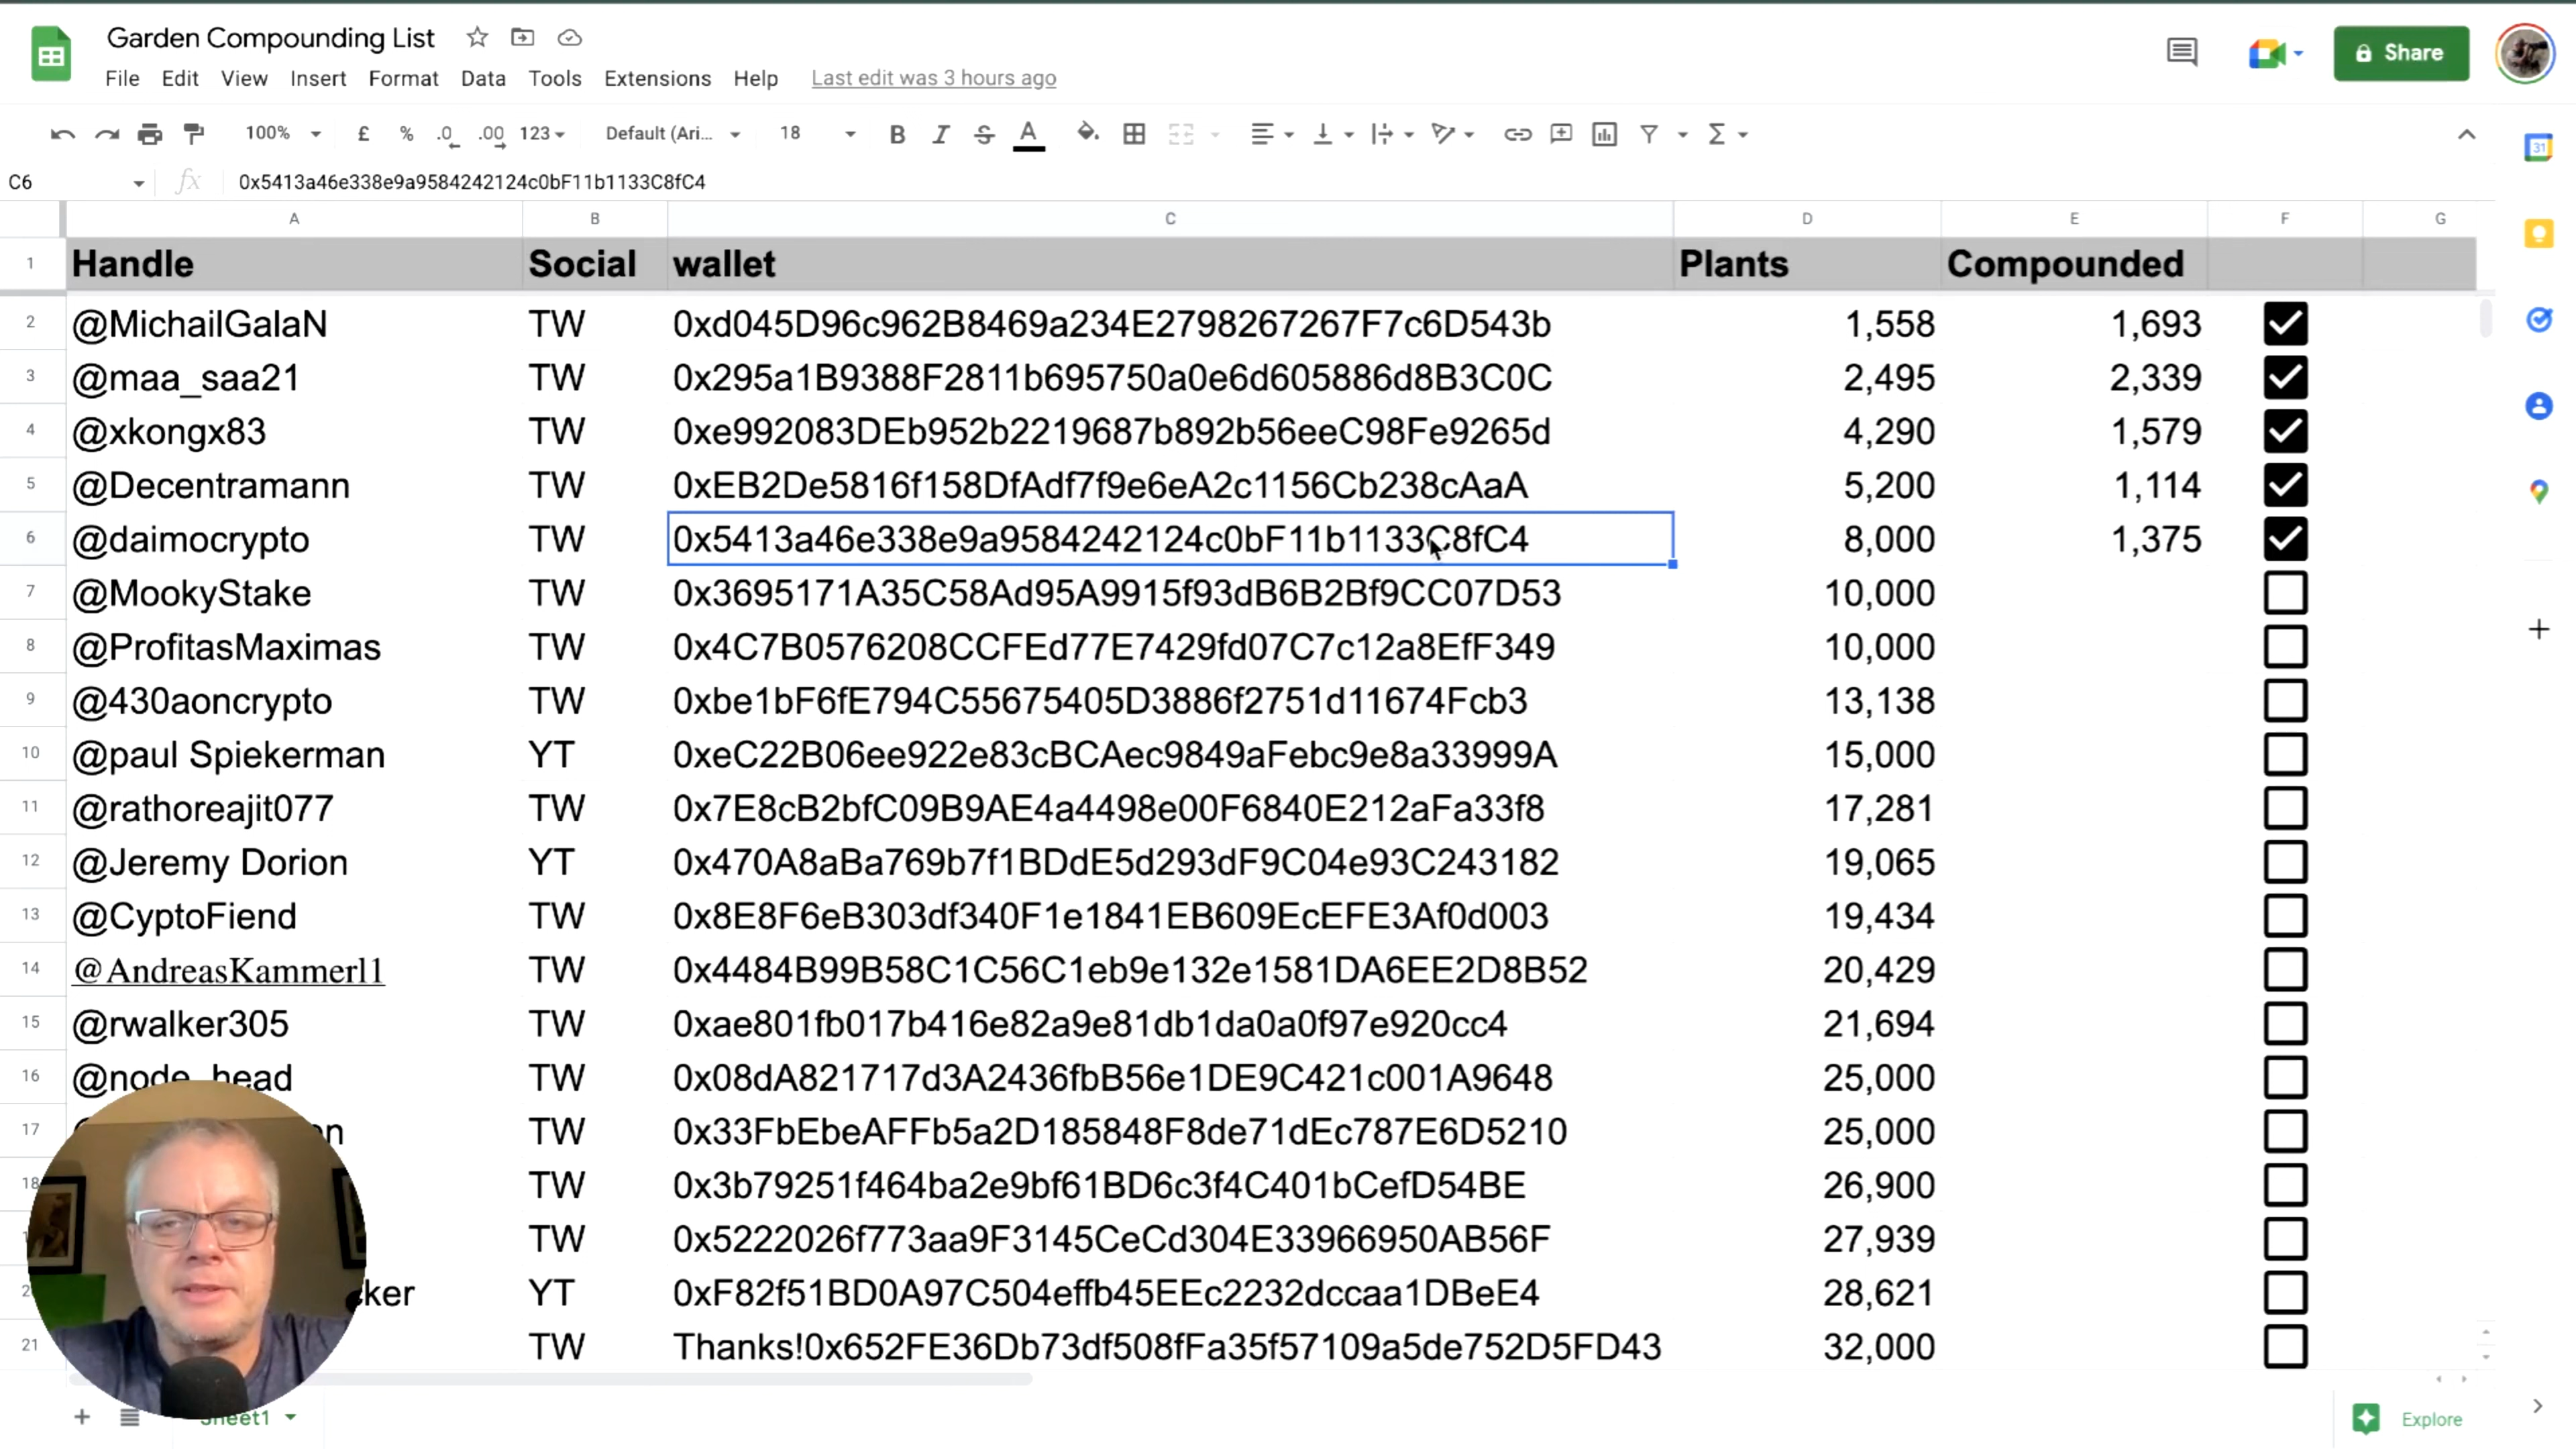 Garden Compounding List
File Edit View Insert Format Data Tools Extensions Help Last edit was 3 hours ago
Share
100% £ % .0 .00 123 Default (Ari... 18 B I S A Σ
31
C6 fx 0x5413a46e338e9a9584242124c0bF11b1133C8fC4
A B C D E F G
1 Handle Social wallet Plants Compounded
2 @MichailGalaN TW 0xd045D96c962B8469a234E2798267267F7c6D543b 1,558 1,693
3 @maa_saa21 TW 0x295a1B9388F2811b695750a0e6d605886d8B3C0C 2,495 2,339
4 @xkongx83 TW 0xe992083DEb952b2219687b892b56eeC98Fe9265d 4,290 1,579
5 @Decentramann TW 0xEB2De5816f158DfAdf7f9e6eA2c1156Cb238cAaA 5,200 1,114
6 @daimocrypto TW 0x5413a46e338e9a9584242124c0bF11b1133C8fC4 8,000 1,375
7 @MookyStake TW 0x3695171A35C58Ad95A9915f93dB6B2Bf9CC07D53 10,000
8 @ProfitasMaximas TW 0x4C7B0576208CCFEd77E7429fd07C7c12a8EfF349 10,000
9 @430aoncrypto TW 0xbe1bF6fE794C55675405D3886f2751d11674Fcb3 13,138
10 @paul Spiekerman YT 0xeC22B06ee922e83cBCAec9849aFebc9e8a33999A 15,000
11 @rathoreajit077 TW 0x7E8cB2bfC09B9AE4a4498e00F6840E212aFa33f8 17,281
12 @Jeremy Dorion YT 0x470A8aBa769b7f1BDdE5d293dF9C04e93C243182 19,065
13 @CyptoFiend TW 0x8E8F6eB303df340F1e1841EB609EcEFE3Af0d003 19,434
14 @AndreasKammerl1 TW 0x4484B99B58C1C56C1eb9e132e1581DA6EE2D8B52 20,429
15 @rwalker305 TW 0xae801fb017b416e82a9e81db1da0a0f97e920cc4 21,694
16 @node_head TW 0x08dA821717d3A2436fbB56e1DE9C421c001A9648 25,000
17 TW 0x33FbEbeAFFb5a2D185848F8de71dEc787E6D5210 25,000
18 TW 0x3b79251f464ba2e9bf61BD6c3f4C401bCefD54BE 26,900
TW 0x5222026f773aa9F3145CeCd304E33966950AB56F 27,939
YT 0xF82f51BD0A97C504effb45EEc2232dccaa1DBeE4 28,621
21 TW Thanks!0x652FE36Db73df508fFa35f57109a5de752D5FD43 32,000
Sheet1 Explore